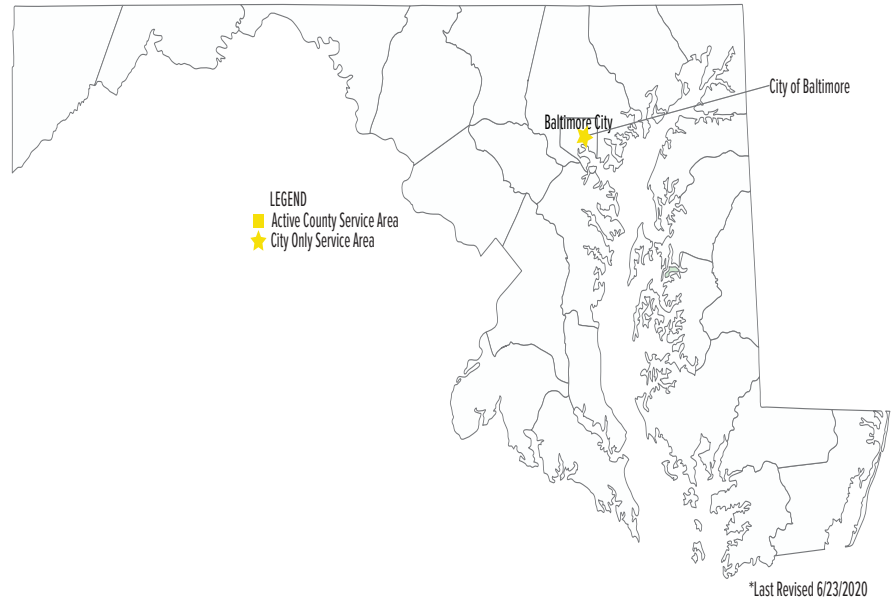 City of Baltimore
Baltimore City
LEGEND
Active County Service Area
City Only Service Area
*Last Revised 6/23/2020